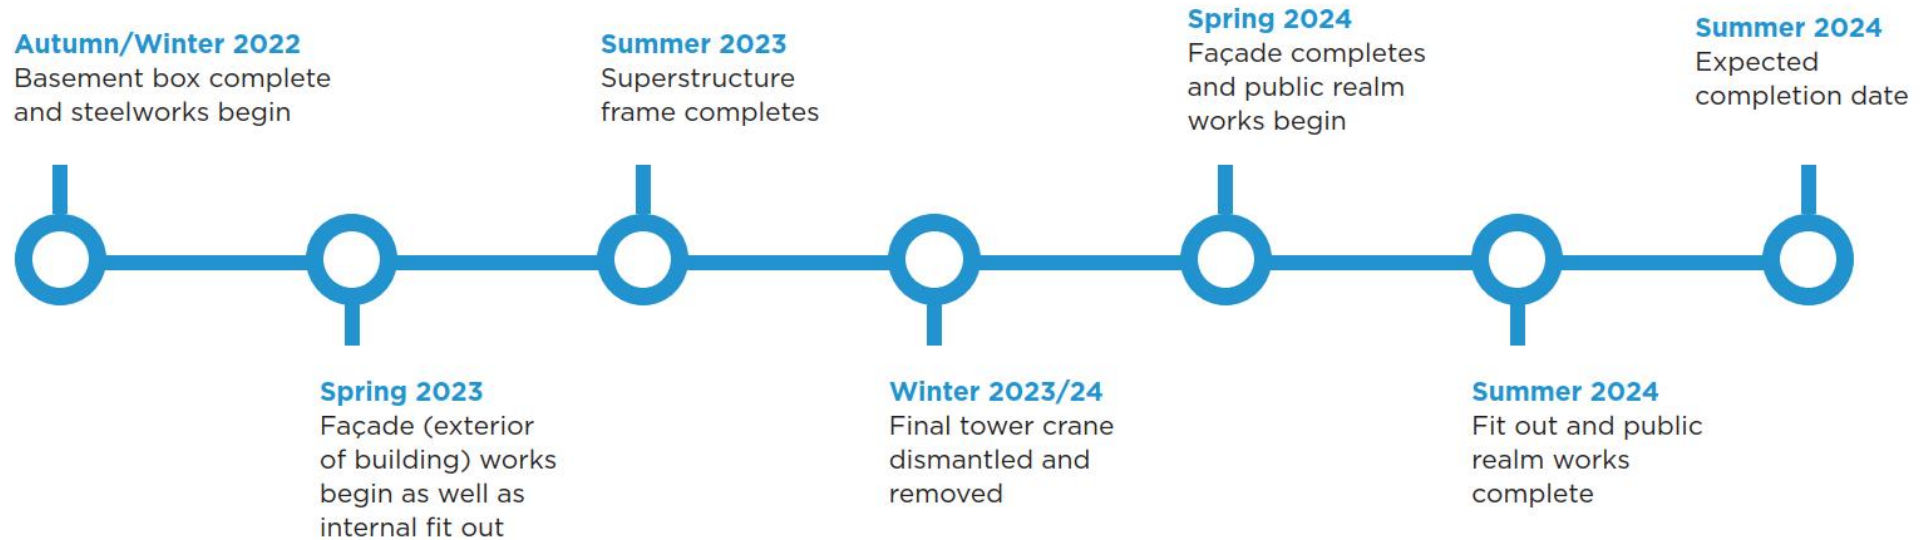 Autumn/Winter 2022
Basement box complete
and steelworks begin
Spring 2023
Façade (exterior
of building) works
begin as well as
internal fit out
Summer 2023
Superstructure
frame completes
Winter 2023/24
Final tower crane
dismantled and
removed
Spring 2024
Façade completes
and public realm
works begin
Summer 2024
Fit out and public
realm works
complete
Summer 2024
Expected
completion date